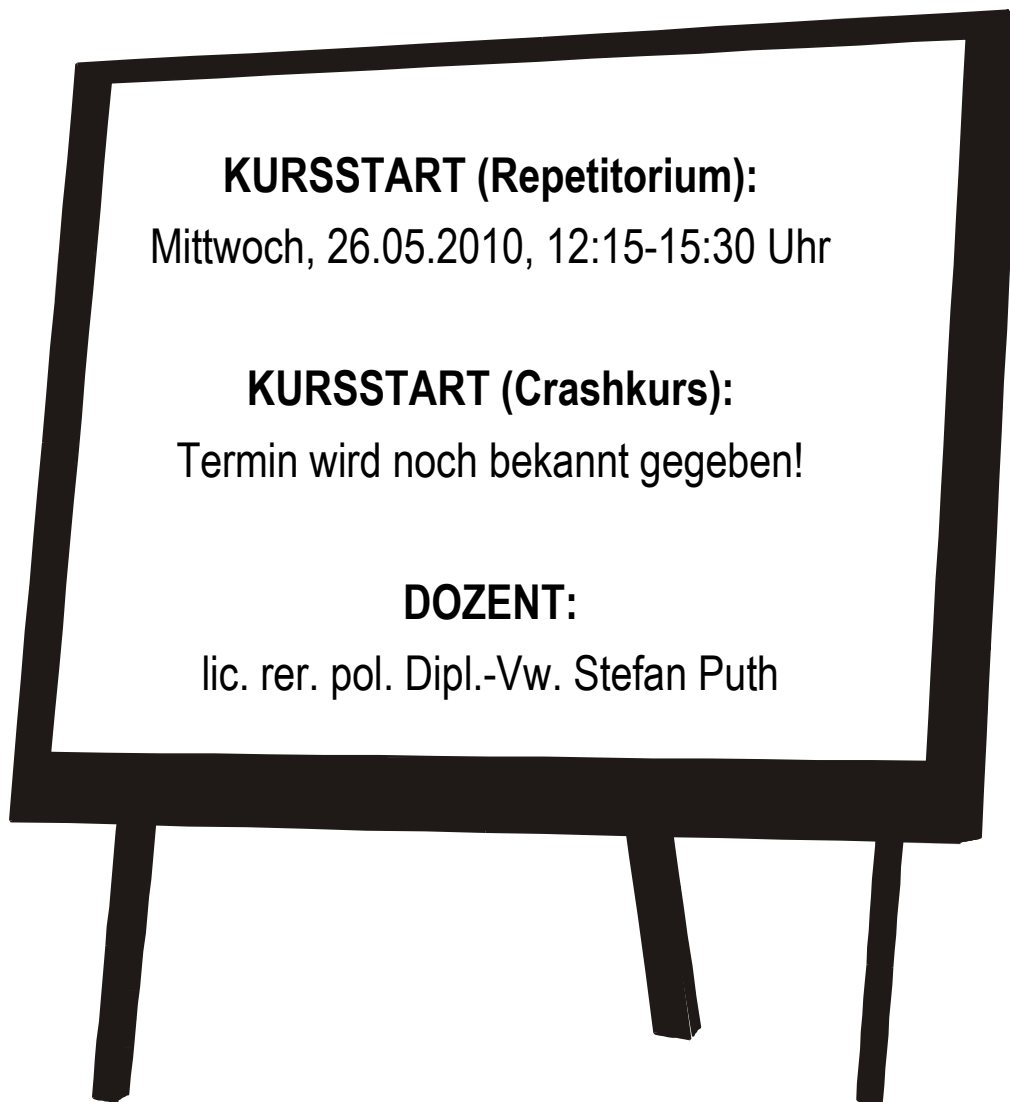 KURSSTART (Repetitorium):
Mittwoch, 26.05.2010, 12:15-15:30 Uhr
KURSSTART (Crashkurs):
Termin wird noch bekannt gegeben!
DOZENT:
lic. rer. pol. Dipl.-Vw. Stefan Puth